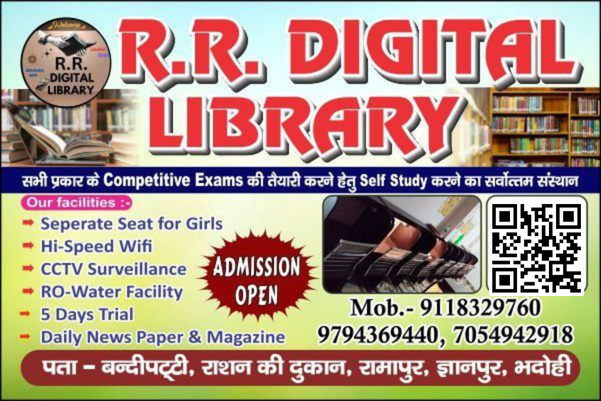 Welcome
R.R.
DIGITAL
LIBRARY
R.R. DIGITAL
LIBRARY
सभी प्रकार के Competitive Exams की तैयारी करने हेतु Self Study करने का सर्वोत्तम संस्थान
Our facilities :-
➡ Seperate Seat for Girls
➡ Hi-Speed Wifi
➡ CCTV Surveillance
➡ RO-Water Facility
➡ 5 Days Trial
➡ Daily News Paper & Magazine
ADMISSION
OPEN
Mob.- 9118329760
9794369440, 7054942918
पता – बन्दीपट्टी, राशन की दुकान, रामापुर, ज्ञानपुर, भदोही